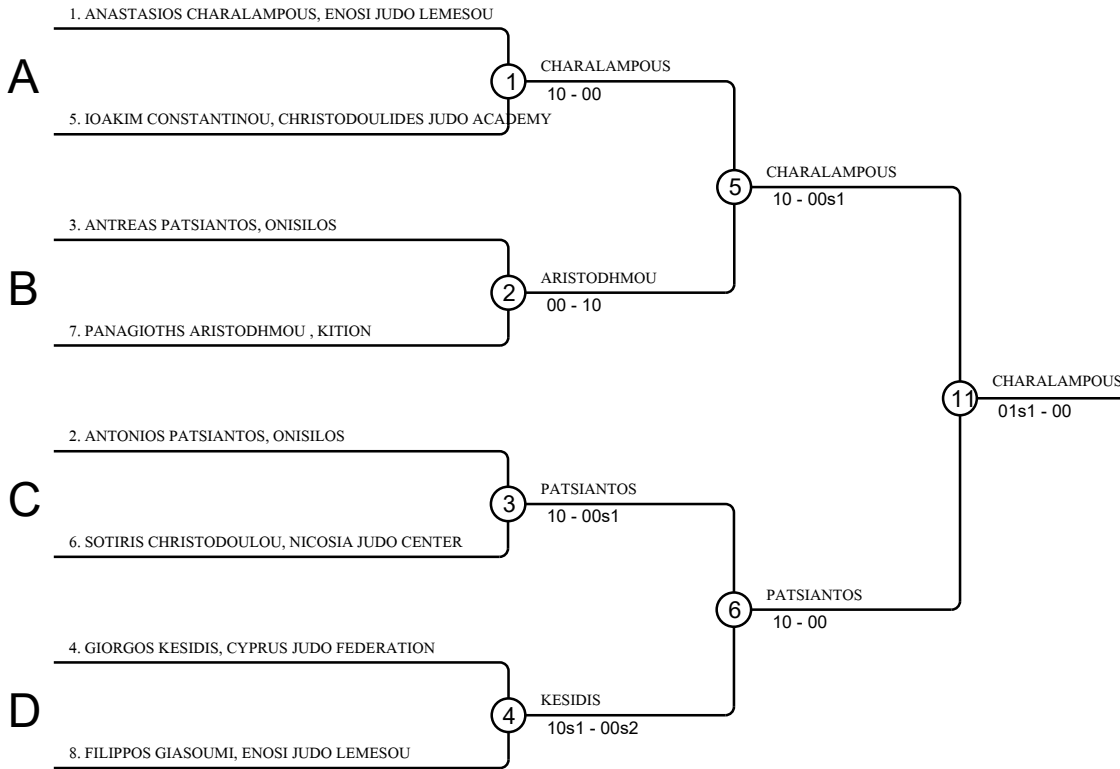 1. ANASTASIOS CHARALAMPOUS, ENOSI JUDO LEMESOU
A
1
CHARALAMPOUS
10 - 00
5. IOAKIM CONSTANTINOU, CHRISTODOULIDES JUDO ACADEMY
5
CHARALAMPOUS
10 - 00s1
3. ANTREAS PATSIANTOS, ONISILOS
B
2
ARISTODHMOU
00 - 10
7. PANAGIOTHS ARISTODHMOU , KITION
11
CHARALAMPOUS
01s1 - 00
2. ANTONIOS PATSIANTOS, ONISILOS
C
3
PATSIANTOS
10 - 00s1
6. SOTIRIS CHRISTODOULOU, NICOSIA JUDO CENTER
6
PATSIANTOS
10 - 00
4. GIORGOS KESIDIS, CYPRUS JUDO FEDERATION
D
4
KESIDIS
10s1 - 00s2
8. FILIPPOS GIASOUMI, ENOSI JUDO LEMESOU